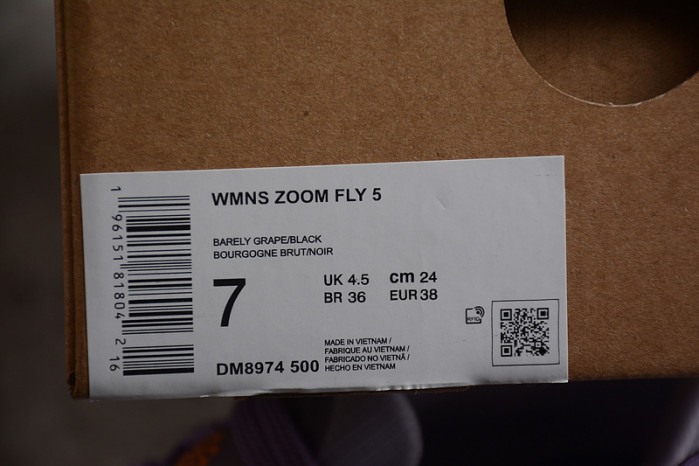 WMNS ZOOM FLY 5
BARELY GRAPE/BLACK
BOURGOGNE BRUT/NOIR
7
UK 4.5 cm 24
BR 36 EUR 38
DM8974 500
MADE IN VIETNAM /
FABRIQUE AU VIETNAM /
FABRICADO NO VIETNÃ /
HECHO EN VIETNAM
RFID
1 96151 81804 2 16